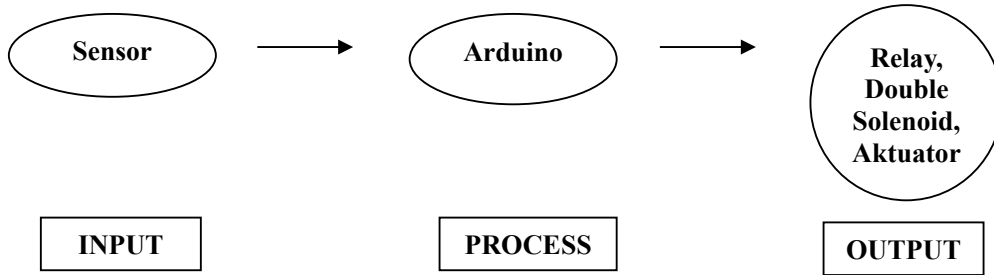 Sensor
Arduino
Relay,
Double
Solenoid,
Aktuator
INPUT
PROCESS
OUTPUT